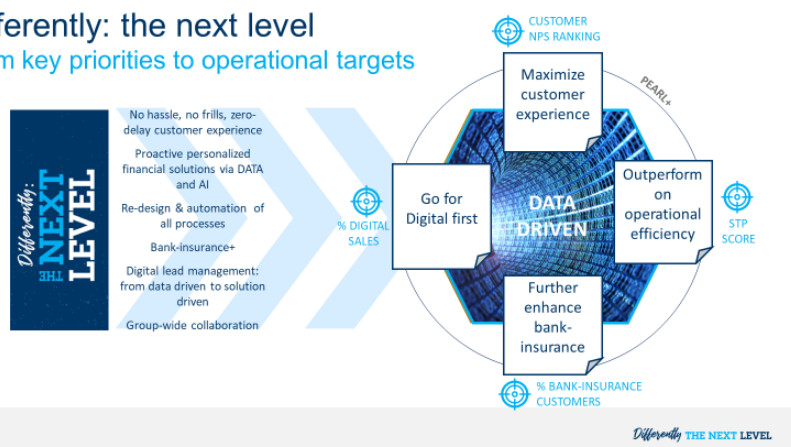 fferently: the next level
m key priorities to operational targets
Differently:
THE NEXT
LEVEL
No hassle, no frills, zero-
delay customer experience
Proactive personalized
financial solutions via DATA
and AI
Re-design & automation of
all processes
Bank-insurance+
Digital lead management:
from data driven to solution
driven
Group-wide collaboration
CUSTOMER
NPS RANKING
Maximize
customer
experience
PEARL+
% DIGITAL
SALES
Go for
Digital first
DATA
DRIVEN
Outperform
on
operational
efficiency
STP
SCORE
Further
enhance
bank-
insurance
% BANK-INSURANCE
CUSTOMERS
Differently THE NEXT LEVEL